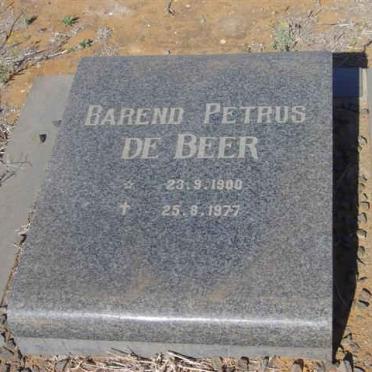 BAREND PETRUS
DE BEER
☆ 23.9.1900
✝ 25.8.1977